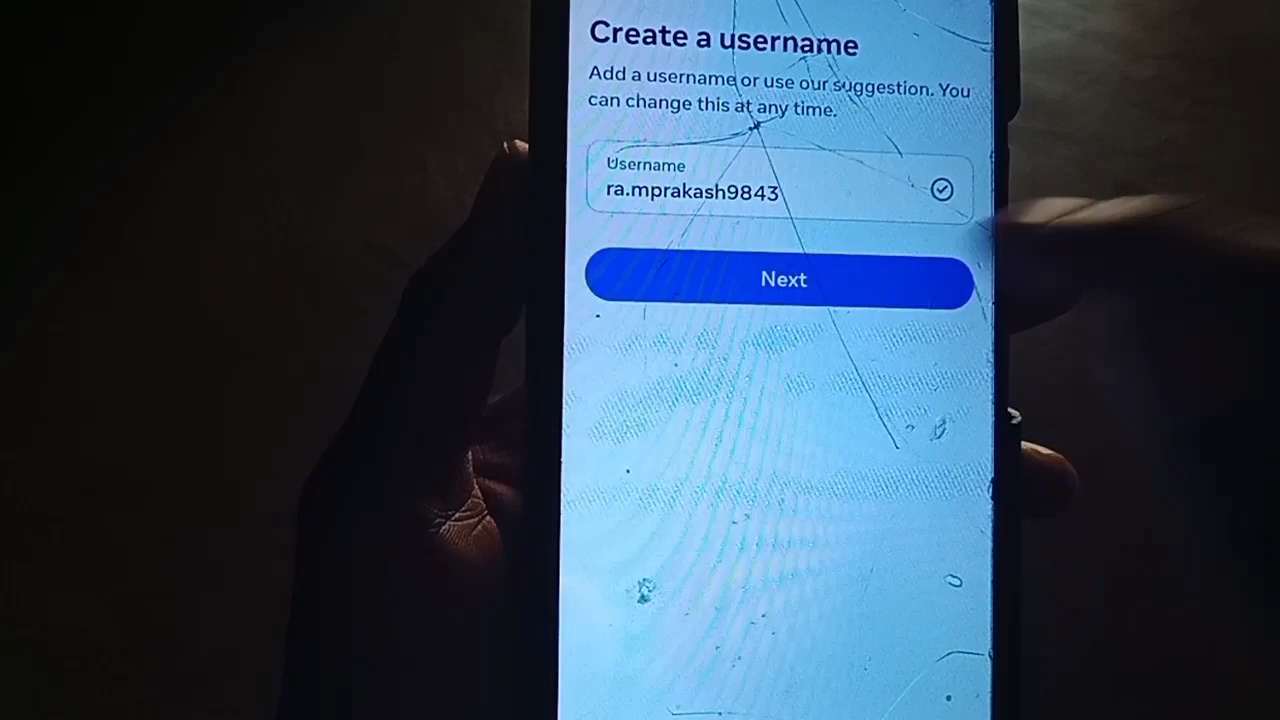 Create a username
Add a username or use our suggestion. You
can change this at any time.
Username
ra.mprakash9843
Next